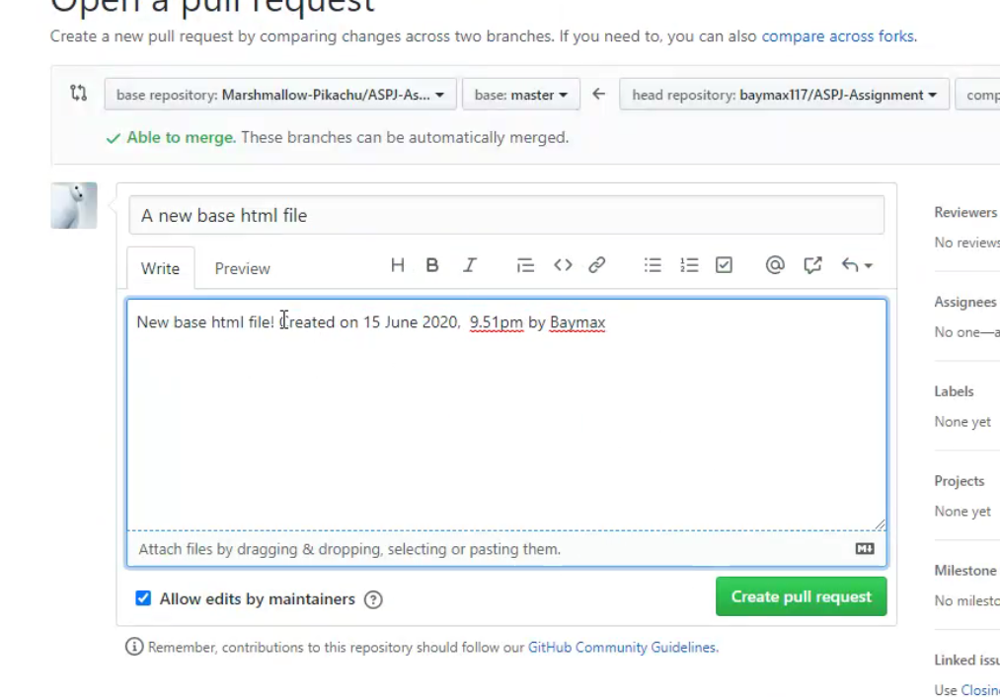 Open a pull request
Create a new pull request by comparing changes across two branches. If you need to, you can also compare across forks.
base repository: Marshmallow-Pikachu/ASPJ-As... base: master head repository: baymax117/ASPJ-Assignment comp
Able to merge. These branches can be automatically merged.
A new base html file
Write Preview
New base html file! Created on 15 June 2020,  9.51pm by Baymax
Attach files by dragging & dropping, selecting or pasting them.
Allow edits by maintainers
Create pull request
Remember, contributions to this repository should follow our GitHub Community Guidelines.
Reviewers
No reviews
Assignees
No one—a
Labels
None yet
Projects
None yet
Milestone
No milesto
Linked issu
Use Closin